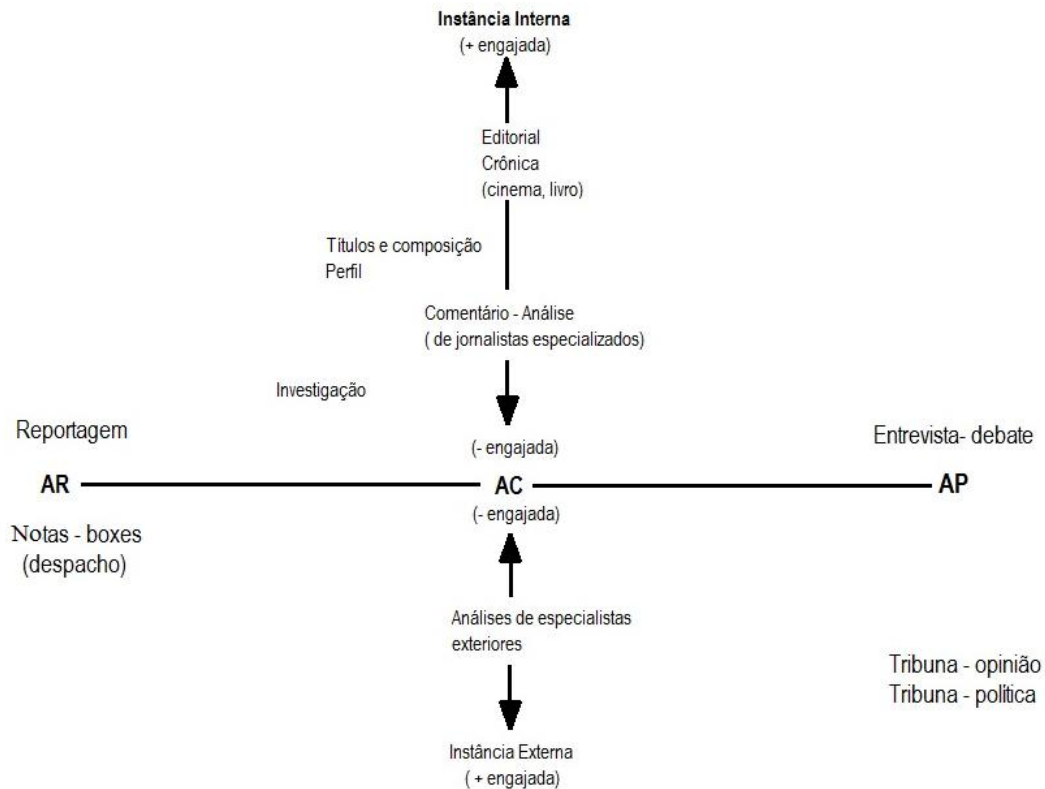 Instância Interna
(+ engajada)
Editorial
Crônica
(cinema, livro)
Títulos e composição
Perfil
Comentário - Análise
( de jornalistas especializados)
Investigação
Reportagem
(- engajada)
Entrevista- debate
AR
AC
AP
(- engajada)
Notas - boxes
(despacho)
Análises de especialistas
exteriores
Tribuna - opinião
Tribuna - política
Instância Externa
( + engajada)